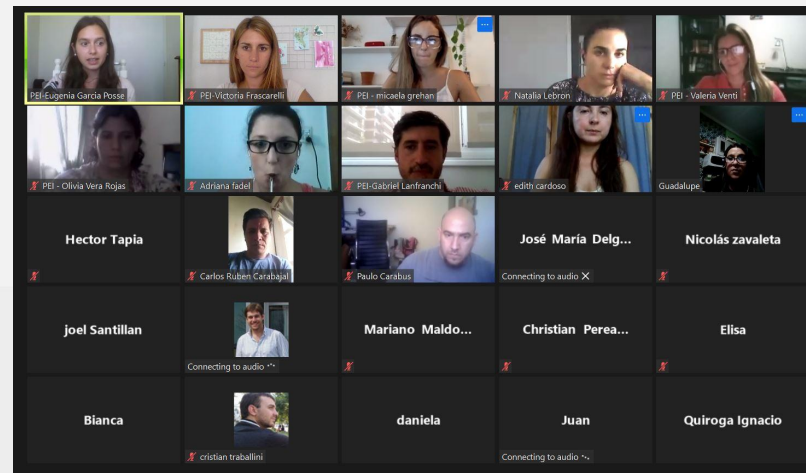 PEI-Eugenia Garcia Posse
PEI-Victoria Frascarelli
PEI - micaela grehan
Natalia Lebron
PEI - Valeria Venti
PEI - Olivia Vera Rojas
Adriana fadel
PEI-Gabriel Lanfranchi
edith cardoso
Guadalupe
Hector Tapia
Carlos Ruben Carabajal
Paulo Carabus
José María Delg...
Connecting to audio
Nicolás zavaleta
joel Santillan
Connecting to audio
Mariano Maldo...
Christian Perea...
Elisa
Bianca
cristian traballini
daniela
Juan
Connecting to audio
Quiroga Ignacio